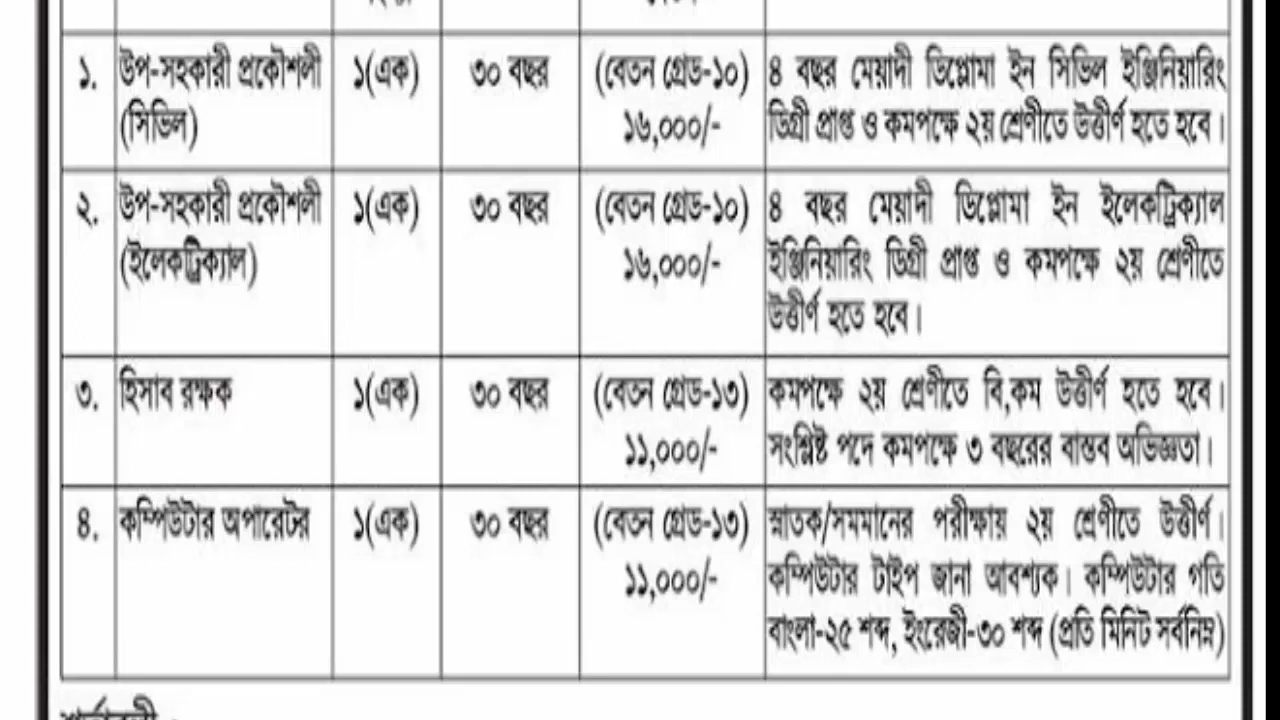 ১. উপ-সহকারী প্রকৌশলী ১(এক) ৩০ বছর (বেতন গ্রেড-১০) ৪ বছর মেয়াদী ডিপ্লোমা ইন সিভিল ইঞ্জিনিয়ারিং
(সিভিল) ১৬,০০০/- ডিগ্রী প্রাপ্ত ও কমপক্ষে ২য় শ্রেণীতে উত্তীর্ণ হতে হবে।
২. উপ-সহকারী প্রকৌশলী ১(এক) ৩০ বছর (বেতন গ্রেড-১০) ৪ বছর মেয়াদী ডিপ্লোমা ইন ইলেকট্রিক্যাল
(ইলেকট্রিক্যাল) ১৬,০০০/- ইঞ্জিনিয়ারিং ডিগ্রী প্রাপ্ত ও কমপক্ষে ২য় শ্রেণীতে
উত্তীর্ণ হতে হবে।
৩. হিসাব রক্ষক ১(এক) ৩০ বছর (বেতন গ্রেড-১৩) কমপক্ষে ২য় শ্রেণীতে বি,কম উত্তীর্ণ হতে হবে।
১১,০০০/- সংশ্লিষ্ট পদে কমপক্ষে ৩ বছরের বাস্তব অভিজ্ঞতা।
৪. কম্পিউটার অপারেটর ১(এক) ৩০ বছর (বেতন গ্রেড-১৩) স্নাতক/সমমানের পরীক্ষায় ২য় শ্রেণীতে উত্তীর্ণ।
১১,০০০/- কম্পিউটার টাইপ জানা আবশ্যক। কম্পিউটার গতি
বাংলা-২৫ শব্দ, ইংরেজী-৩০ শব্দ (প্রতি মিনিট সর্বনিম্ন)